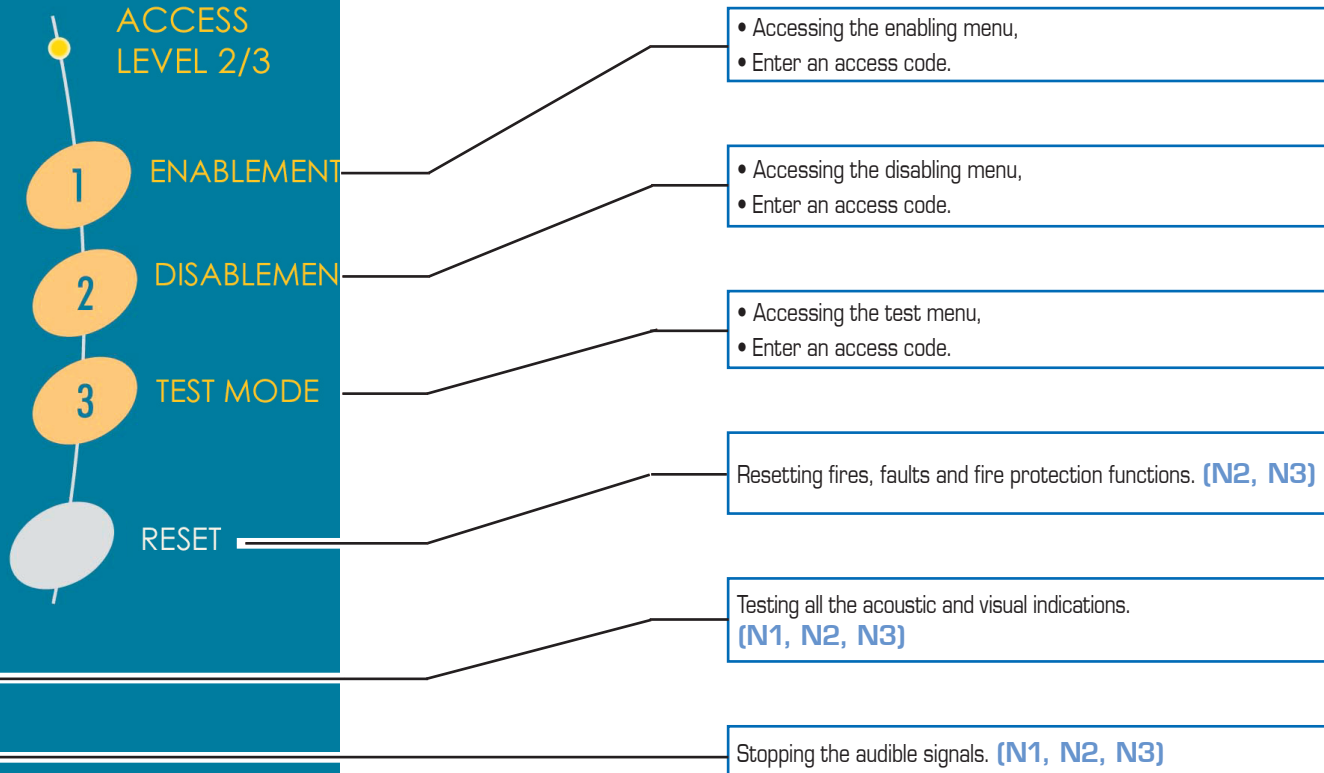 ACCESS
LEVEL 2/3
1 ENABLEMENT
2 DISABLEMEN
3 TEST MODE
RESET
• Accessing the enabling menu,
• Enter an access code.
• Accessing the disabling menu,
• Enter an access code.
• Accessing the test menu,
• Enter an access code.
Resetting fires, faults and fire protection functions. (N2, N3)
Testing all the acoustic and visual indications.
(N1, N2, N3)
Stopping the audible signals. (N1, N2, N3)